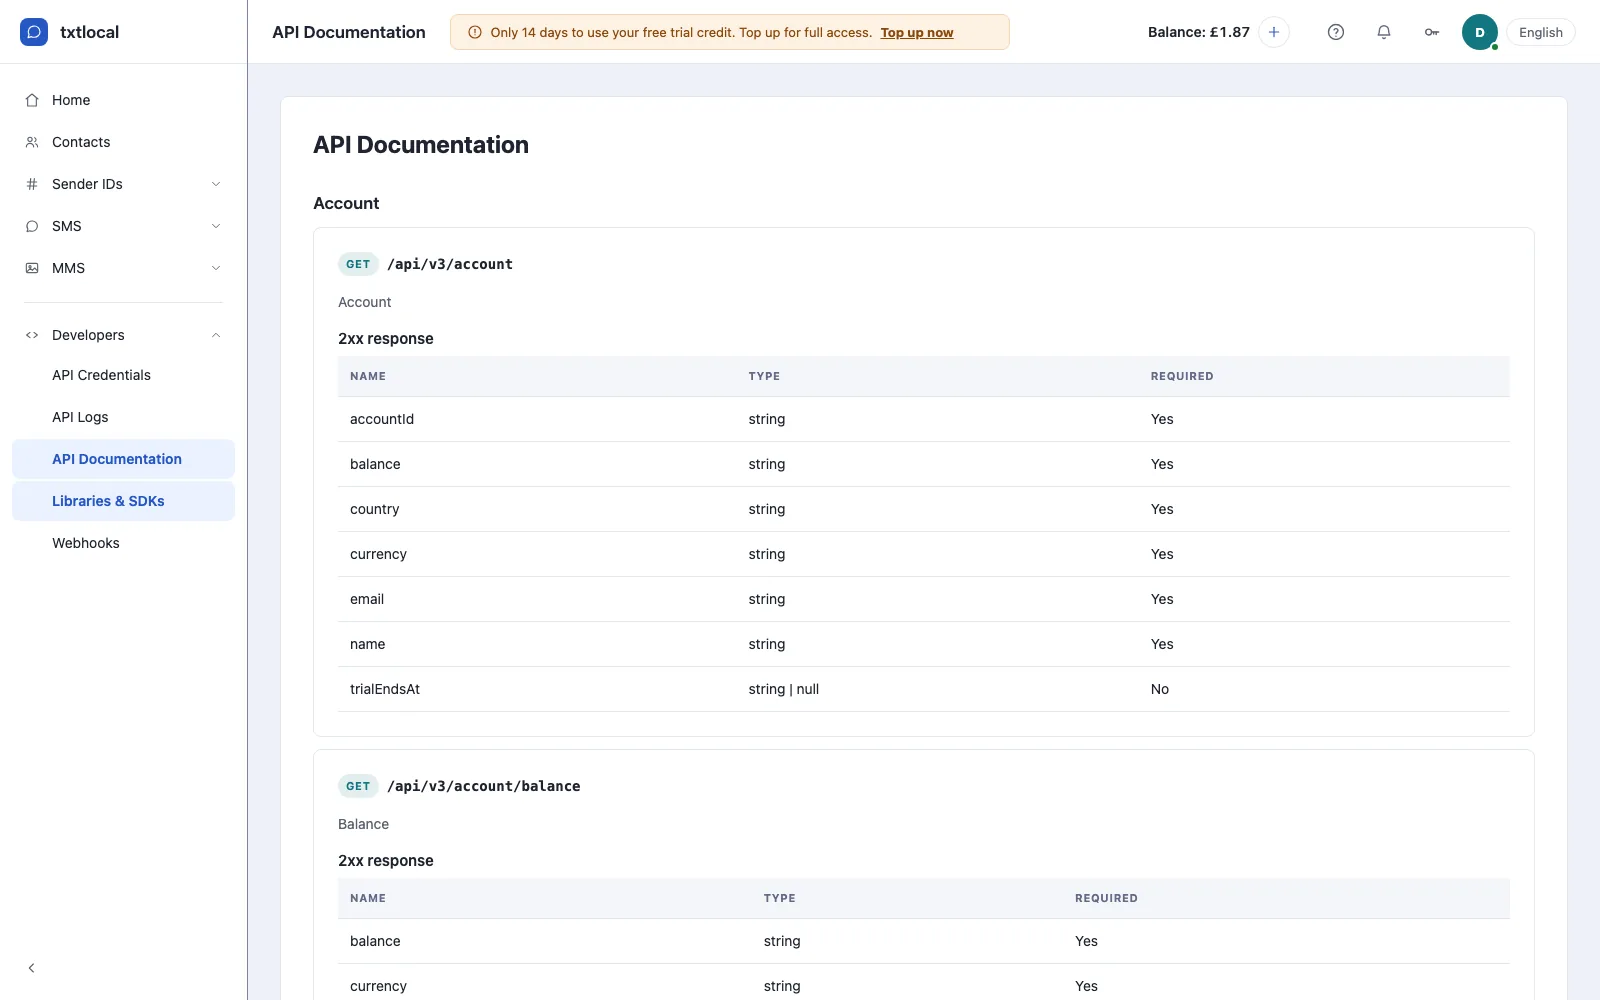 txtlocal
API Documentation
Only 14 days to use your free trial credit. Top up for full access. Top up now
Balance: £1.87
D
English
Home
Contacts
Sender IDs
SMS
MMS
Developers
API Credentials
API Logs
API Documentation
Libraries & SDKs
Webhooks
API Documentation
Account
GET /api/v3/account
Account
2xx response
NAME TYPE REQUIRED
accountId string Yes
balance string Yes
country string Yes
currency string Yes
email string Yes
name string Yes
trialEndsAt string | null No
GET /api/v3/account/balance
Balance
2xx response
NAME TYPE REQUIRED
balance string Yes
currency string Yes